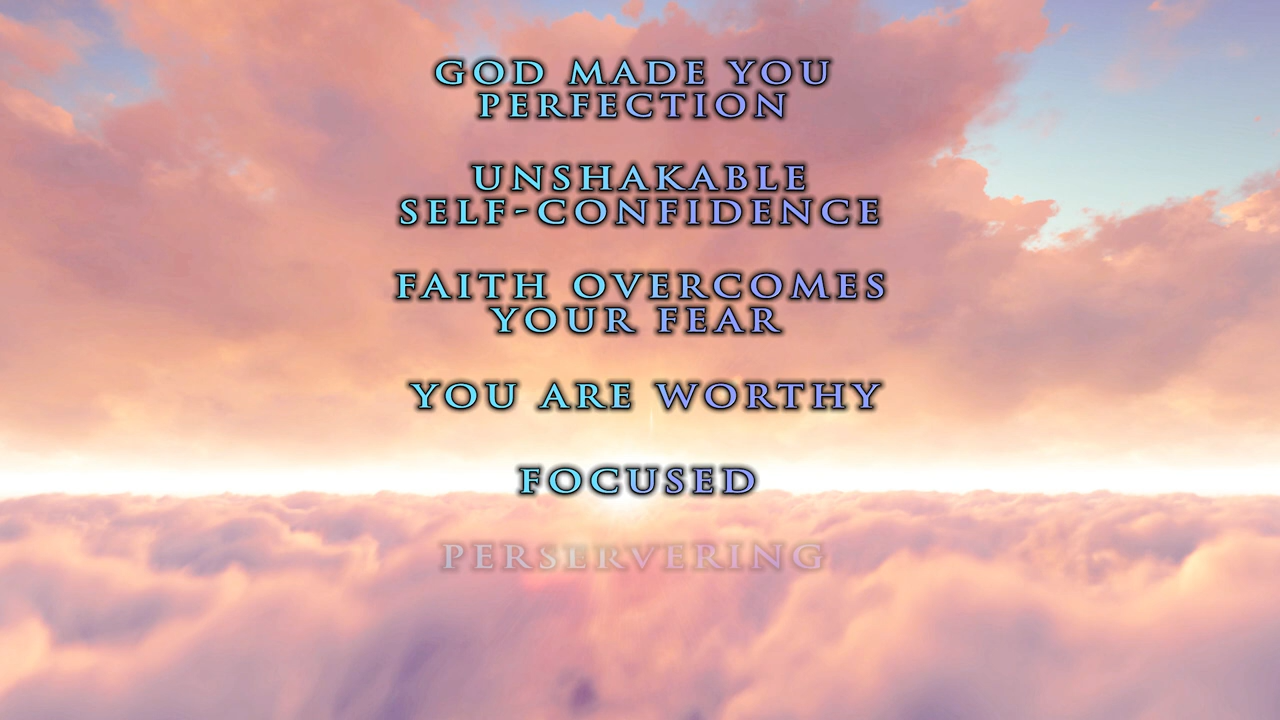 GOD MADE YOU
PERFECTION
UNSHAKABLE
SELF-CONFIDENCE
FAITH OVERCOMES
YOUR FEAR
YOU ARE WORTHY
FOCUSED
PERSERVERING